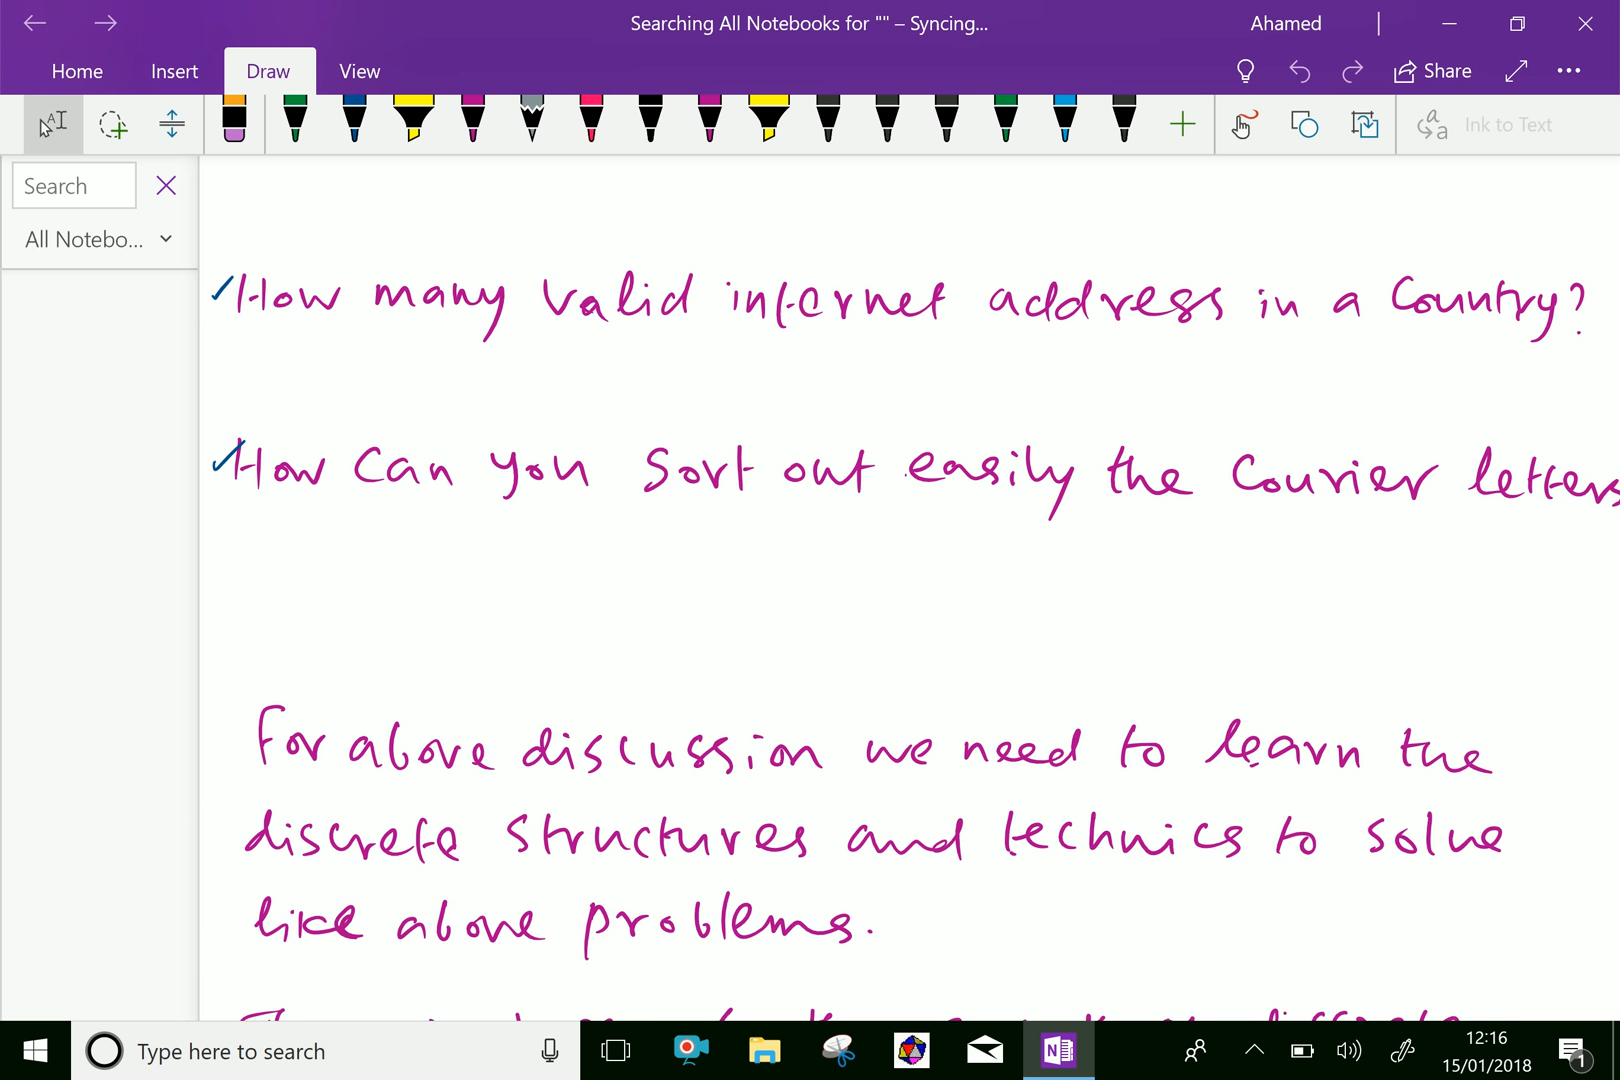 Searching All Notebooks for "" – Syncing...
Ahamed
Home Insert Draw View
Share
Ink to Text
Search
All Notebo...
How many valid internet address in a Country?
How Can you Sort out easily the Courier letters
For above discussion we need to learn the
discrete structures and technics to solve
like above problems.
Type here to search
12:16
15/01/2018
1